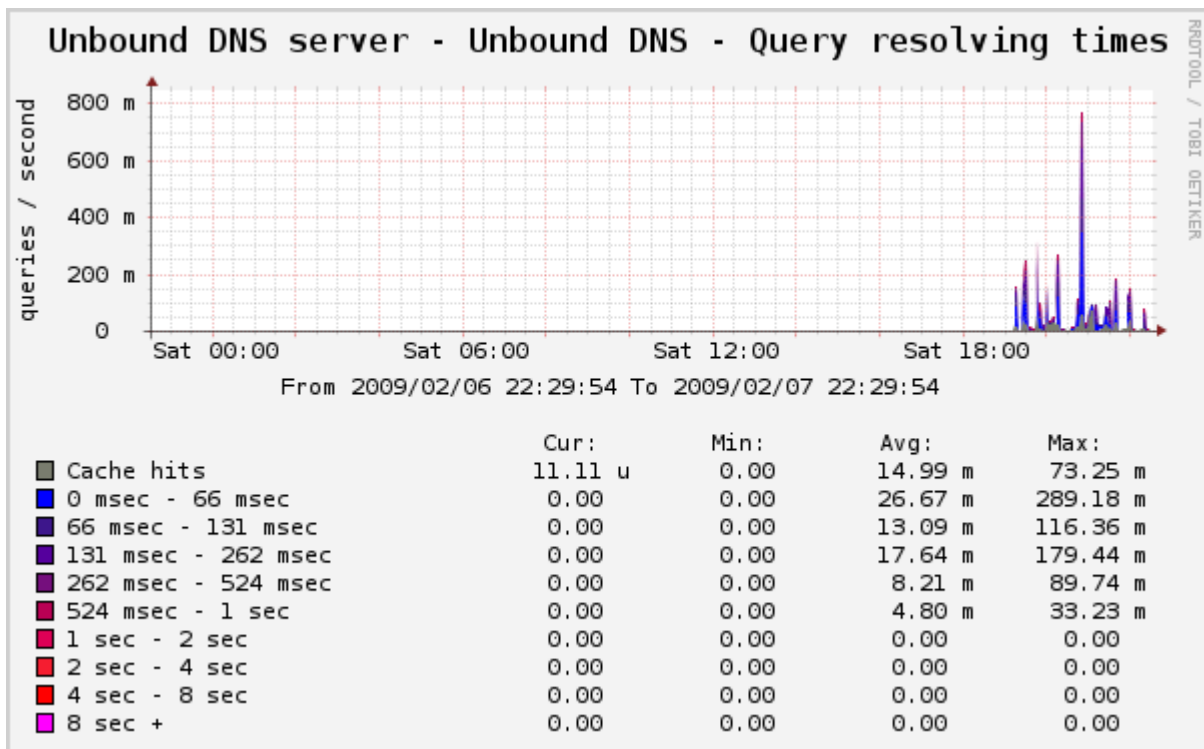 Unbound DNS server - Unbound DNS - Query resolving times
RRDTOOL / TOBI OETIKER
queries / second
800 m
600 m
400 m
200 m
0
Sat 00:00 Sat 06:00 Sat 12:00 Sat 18:00
From 2009/02/06 22:29:54 To 2009/02/07 22:29:54
Cur: Min: Avg: Max:
Cache hits 11.11 u 0.00 14.99 m 73.25 m
0 msec - 66 msec 0.00 0.00 26.67 m 289.18 m
66 msec - 131 msec 0.00 0.00 13.09 m 116.36 m
131 msec - 262 msec 0.00 0.00 17.64 m 179.44 m
262 msec - 524 msec 0.00 0.00 8.21 m 89.74 m
524 msec - 1 sec 0.00 0.00 4.80 m 33.23 m
1 sec - 2 sec 0.00 0.00 0.00 0.00
2 sec - 4 sec 0.00 0.00 0.00 0.00
4 sec - 8 sec 0.00 0.00 0.00 0.00
8 sec + 0.00 0.00 0.00 0.00